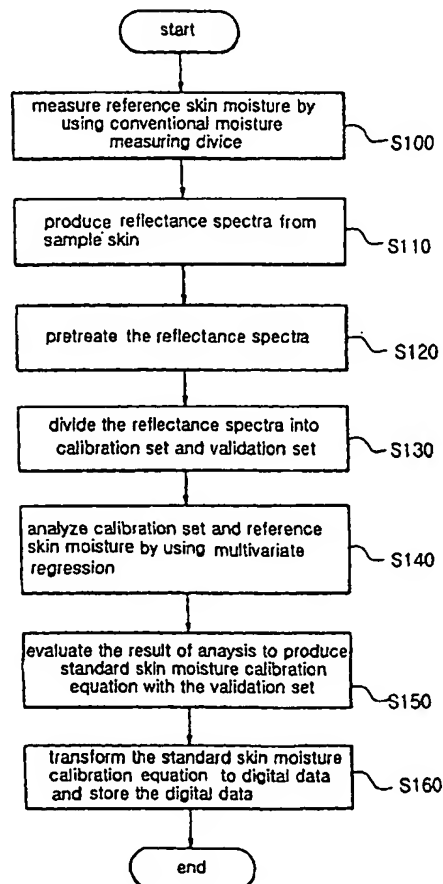 start
measure reference skin moisture by
using conventional moisture
measuring divice
S100
produce reflectance spectra from
sample skin
S110
pretreate the reflectance spectra
S120
divide the reflectance spectra into
calibration set and validation set
S130
analyze calibration set and reference
skin moisture by using multivariate
regression
S140
evaluate the result of anaysis to produce
standard skin moisture calibration
equation with the validation set
S150
transform the standard skin moisture
calibration equation to digital data
and store the digital data
S160
end